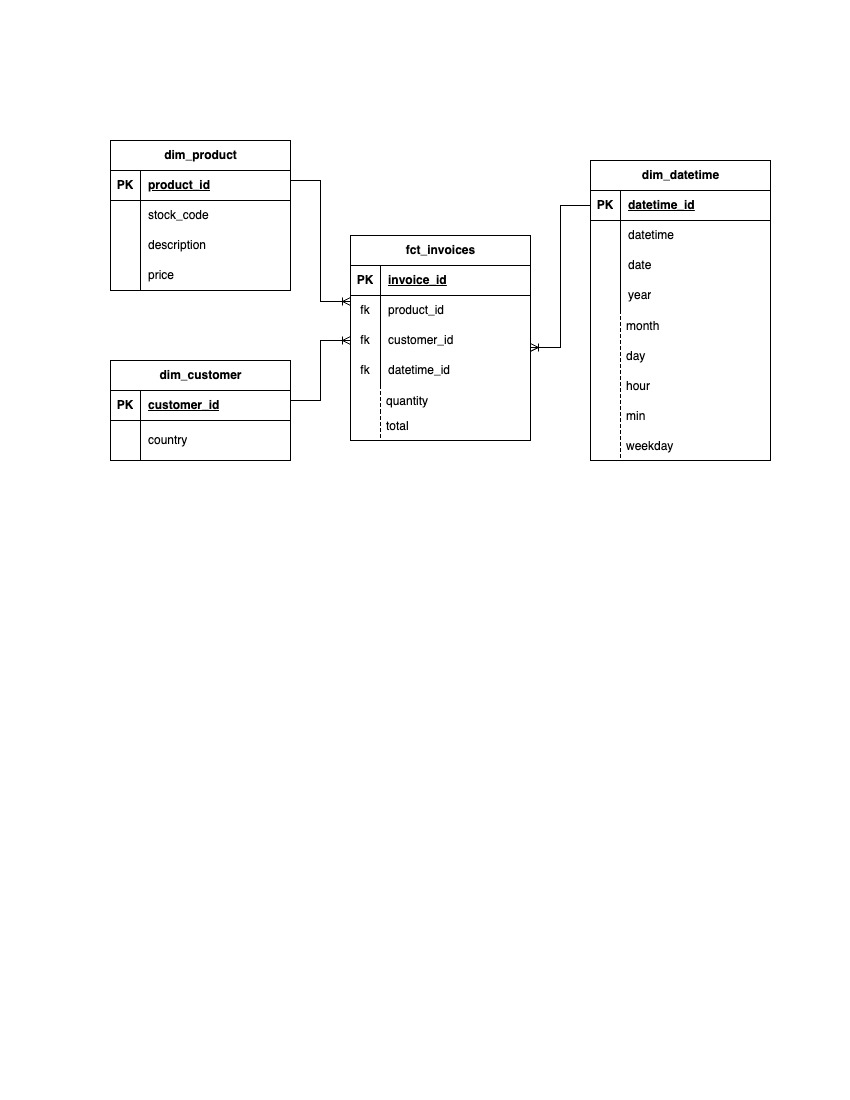 dim_product
PK product_id
stock_code
description
price
dim_customer
PK customer_id
country
fct_invoices
PK invoice_id
fk product_id
fk customer_id
fk datetime_id
quantity
total
dim_datetime
PK datetime_id
datetime
date
year
month
day
hour
min
weekday